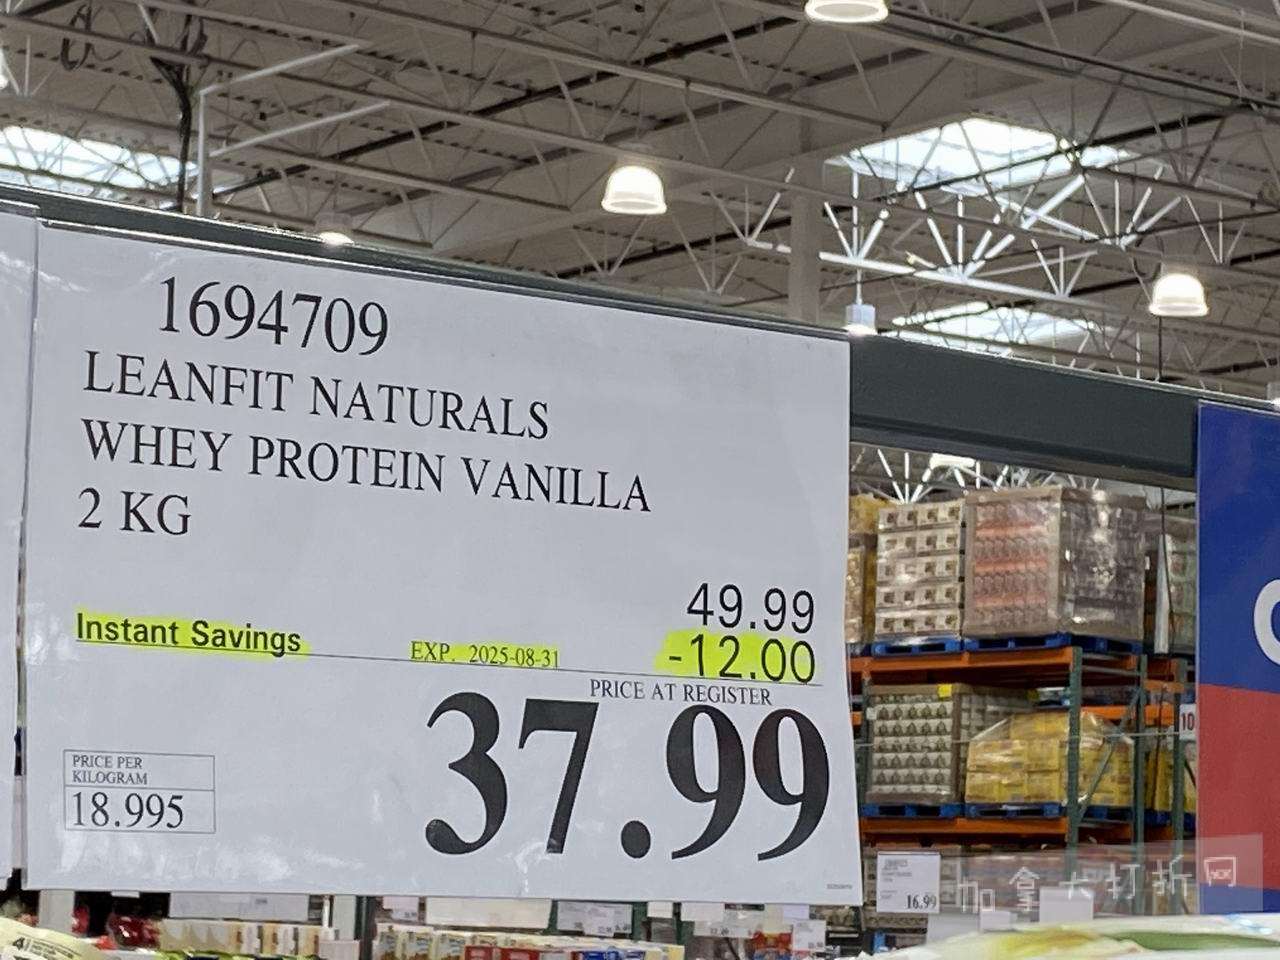 1694709
LEANFIT NATURALS
WHEY PROTEIN VANILLA
2 KG
49.99
Instant Savings EXP. 2025-08-31 -12.00
PRICE AT REGISTER
37.99
PRICE PER
KILOGRAM
18.995
10
16.99
加拿大打折网